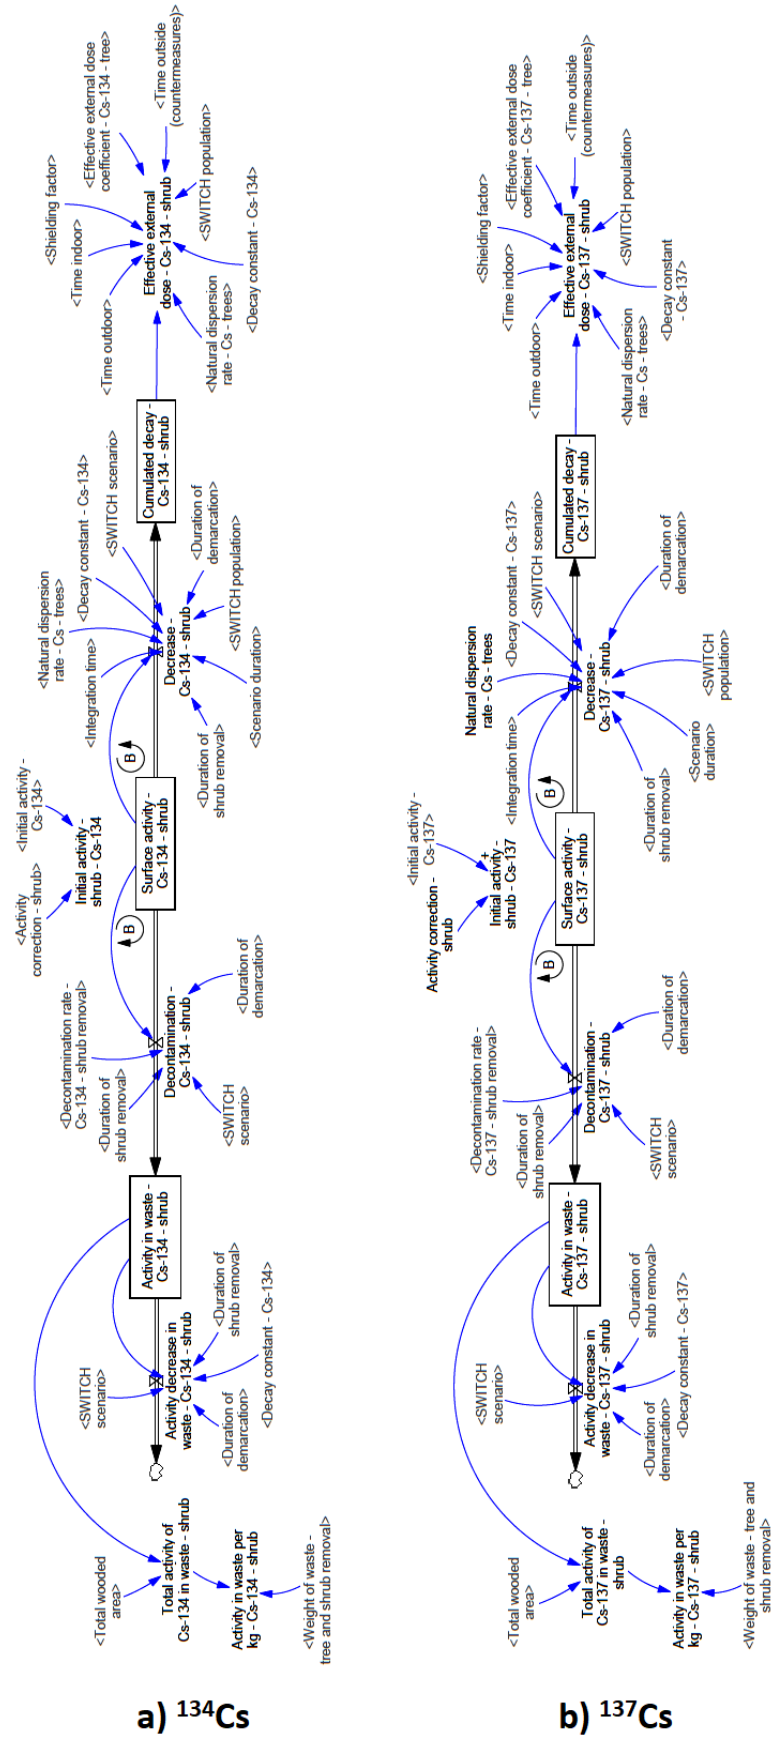 <Total wooded
area>
Total activity of
Cs-134 in waste - shrub
Activity in waste per
kg - Cs-134 - shrub
<Weight of waste -
tree and shrub removal>
<SWITCH
scenario>
Activity decrease in
waste - Cs-134 - shrub
<Duration of
demarcation>
<Duration of
shrub removal>
<Decay constant - Cs-134>
Activity in waste -
Cs-134 - shrub
<Decontamination rate -
Cs-134 - shrub removal>
<Duration of
shrub removal>
Decontamination -
Cs-134 - shrub
<SWITCH
scenario>
<Duration of
demarcation>
B
<Activity
correction - shrub>
<Initial activity -
Cs-134>
Initial activity -
shrub - Cs-134
Surface activity -
Cs-134 - shrub
B
<Natural dispersion
rate - Cs - trees>
<Integration time>
<Decay constant - Cs-134>
<SWITCH scenario>
Decrease -
Cs-134 - shrub
<Duration of
shrub removal>
<Scenario duration>
<SWITCH population>
<Duration of
demarcation>
Cumulated decay -
Cs-134 - shrub
<Time outdoor>
<Time indoor>
<Shielding factor>
<Effective external dose
coefficient - Cs-134 - tree>
<Time outside
(countermeasures)>
Effective external
dose - Cs-134 - shrub
<SWITCH population>
<Natural dispersion
rate - Cs - trees>
<Decay constant - Cs-134>
a) ¹³⁴Cs
<Total wooded
area>
Total activity of
Cs-137 in waste -
shrub
Activity in waste per
kg - Cs-137 - shrub
<Weight of waste - tree and
shrub removal>
<SWITCH
scenario>
Activity decrease in
waste - Cs-137 - shrub
<Duration of
demarcation>
<Duration of
shrub removal>
<Decay constant - Cs-137>
Activity in waste -
Cs-137 - shrub
<Decontamination rate -
Cs-137 - shrub removal>
<Duration of
shrub removal>
Decontamination -
Cs-137 - shrub
<SWITCH
scenario>
<Duration of
demarcation>
B
Activity correction -
shrub
<Initial activity -
Cs-137>
+
Initial activity -
shrub - Cs-137
Surface activity -
Cs-137 - shrub
B
Natural dispersion
rate - Cs - trees
<Integration time>
<Decay constant - Cs-137>
<SWITCH scenario>
Decrease -
Cs-137 - shrub
<Duration of
shrub removal>
<Scenario
duration>
<SWITCH
population>
<Duration of
demarcation>
Cumulated decay -
Cs-137 - shrub
<Time outdoor>
<Time indoor>
<Shielding factor>
<Effective external dose
coefficient - Cs-137 - tree>
<Time outside
(countermeasures)>
Effective external
dose - Cs-137 - shrub
<SWITCH population>
<Natural dispersion
rate - Cs - trees>
<Decay constant
- Cs-137>
b) ¹³⁷Cs